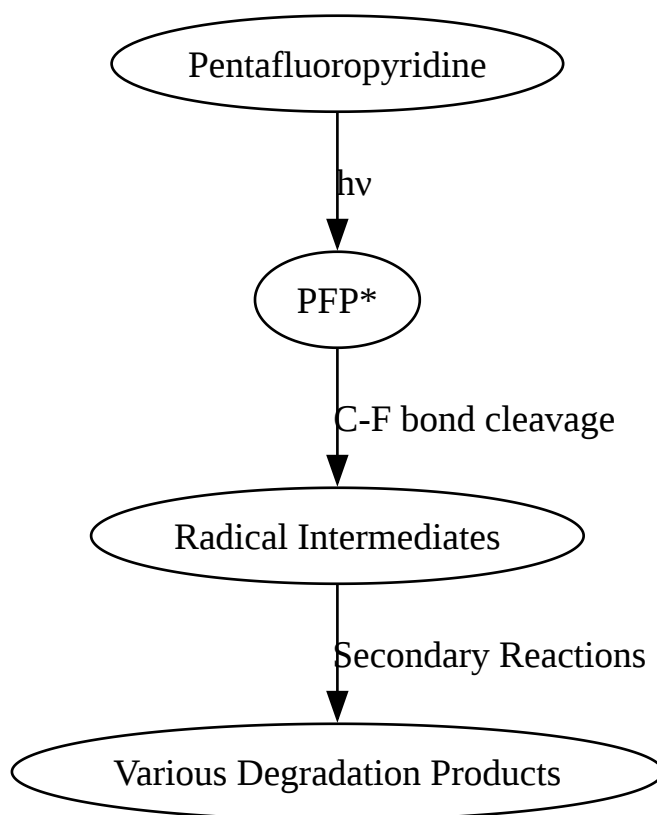 Pentafluoropyridine
hν
PFP*
C-F bond cleavage
Radical Intermediates
Secondary Reactions
Various Degradation Products